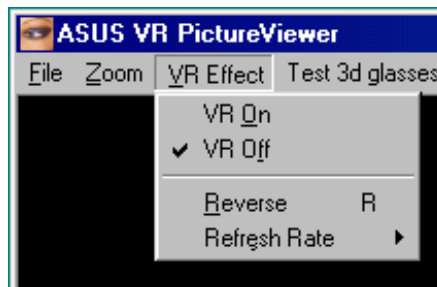 ASUS VR PictureViewer
File Zoom VR Effect Test 3d glasses
VR On
VR Off
Reverse R
Refresh Rate